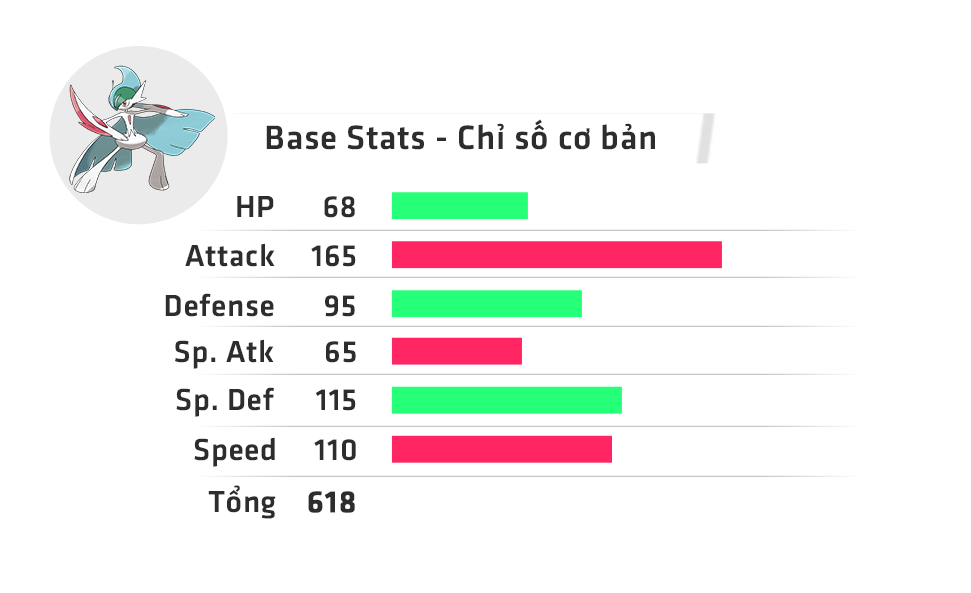 Base Stats - Chỉ số cơ bản
HP 68
Attack 165
Defense 95
Sp. Atk 65
Sp. Def 115
Speed 110
Tổng 618